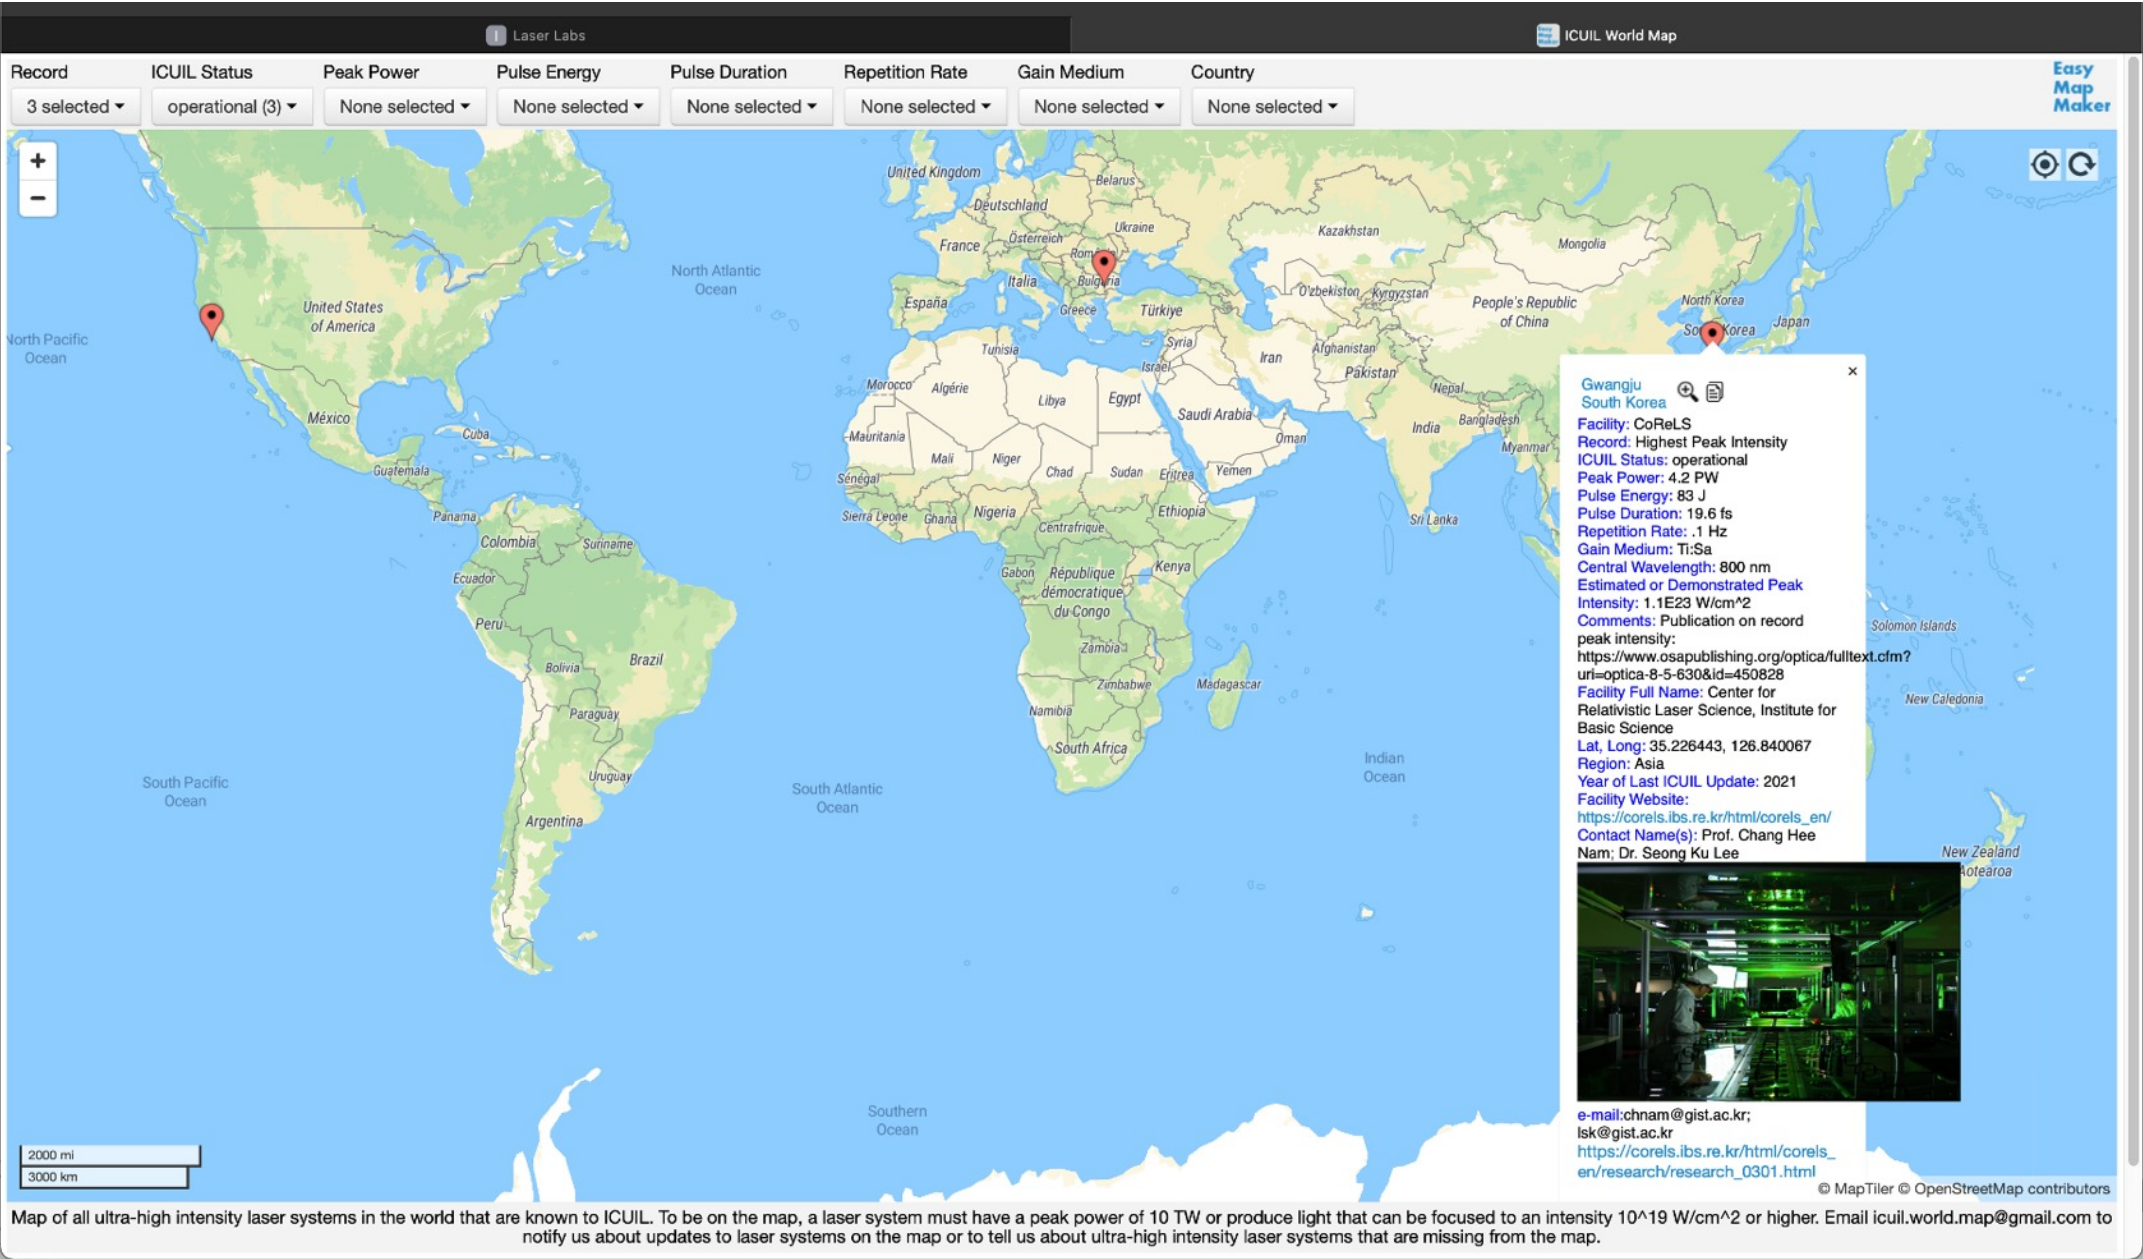 Laser Labs
ICUIL World Map
Record
ICUIL Status
Peak Power
Pulse Energy
Pulse Duration
Repetition Rate
Gain Medium
Country
3 selected
operational (3)
None selected
None selected
None selected
None selected
None selected
None selected
Easy
Map
Maker
+
−
United Kingdom
Belarus
Deutschland
Ukraine
Österreich
France
Kazakhstan
Mongolia
North Atlantic
Ocean
Italia
Bulgaria
O'zbekiston
Kyrgyzstan
España
Greece
Türkiye
People's Republic
of China
North Korea
Korea
Japan
United States
of America
North Pacific
Ocean
Tunisia
Syria
Israel
Iran
Afghanistan
Pakistan
Nepal
Morocco
Algérie
Libya
Egypt
Saudi Arabia
India
Bangladesh
Myanmar
México
Cuba
Mauritania
Oman
Guatemala
Mali
Niger
Chad
Sudan
Eritrea
Yemen
Sénégal
Panama
Sierra Leone
Ghana
Nigeria
Centrafrique
Ethiopia
Sri Lanka
Colombia
Suriname
Ecuador
Gabon
République
démocratique
du Congo
Kenya
Peru
Brazil
Bolivia
Zambia
Zimbabwe
Madagascar
Namibia
Paraguay
South Africa
Uruguay
Argentina
South Pacific
Ocean
South Atlantic
Ocean
Indian
Ocean
Solomon Islands
New Caledonia
New Zealand
Aotearoa
Southern
Ocean
×
Gwangju
South Korea
Facility: CoReLS
Record: Highest Peak Intensity
ICUIL Status: operational
Peak Power: 4.2 PW
Pulse Energy: 83 J
Pulse Duration: 19.6 fs
Repetition Rate: .1 Hz
Gain Medium: Ti:Sa
Central Wavelength: 800 nm
Estimated or Demonstrated Peak
Intensity: 1.1E23 W/cm^2
Comments: Publication on record
peak intensity:
https://www.osapublishing.org/optica/fulltext.cfm?
uri=optica-8-5-630&id=450828
Facility Full Name: Center for
Relativistic Laser Science, Institute for
Basic Science
Lat, Long: 35.226443, 126.840067
Region: Asia
Year of Last ICUIL Update: 2021
Facility Website:
https://corels.ibs.re.kr/html/corels_en/
Contact Name(s): Prof. Chang Hee
Nam; Dr. Seong Ku Lee
e-mail:chnam@gist.ac.kr;
lsk@gist.ac.kr
https://corels.ibs.re.kr/html/corels_
en/research/research_0301.html
2000 mi
3000 km
© MapTiler © OpenStreetMap contributors
Map of all ultra-high intensity laser systems in the world that are known to ICUIL. To be on the map, a laser system must have a peak power of 10 TW or produce light that can be focused to an intensity 10^19 W/cm^2 or higher. Email icuil.world.map@gmail.com to
notify us about updates to laser systems on the map or to tell us about ultra-high intensity laser systems that are missing from the map.